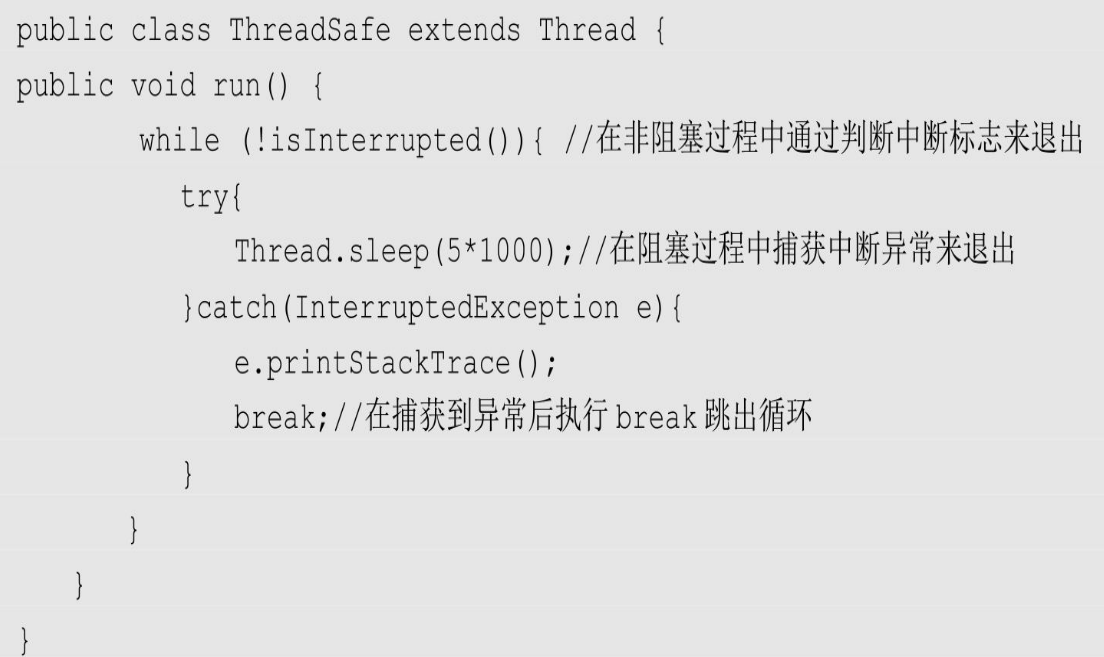 public class ThreadSafe extends Thread {
public void run() {
while (!isInterrupted()){ //在非阻塞过程中通过判断中断标志来退出
try{
Thread.sleep(5*1000);//在阻塞过程中捕获中断异常来退出
}catch(InterruptedException e){
e.printStackTrace();
break;//在捕获到异常后执行 break 跳出循环
}
}
}
}